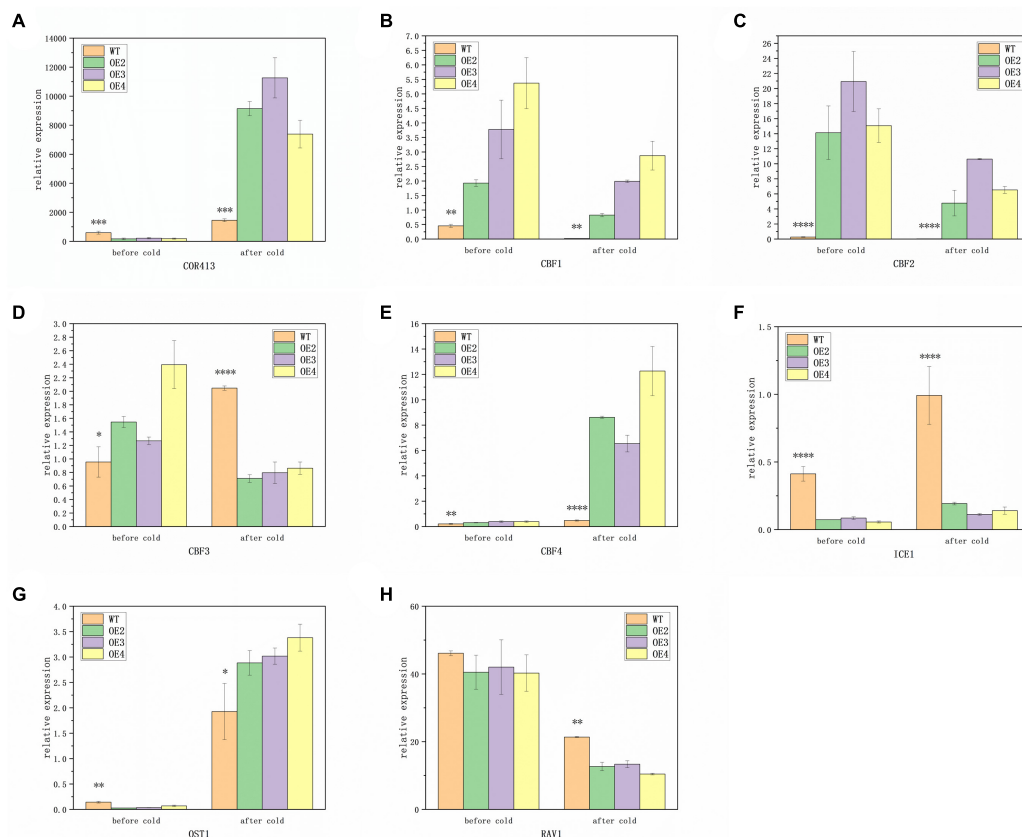 A
relative expression
14000
12000
10000
8000
6000
4000
2000
0
WT
OE2
OE3
OE4
***
***
before cold
after cold
COR413
B
relative expression
7.0
6.5
6.0
5.5
5.0
4.5
4.0
3.5
3.0
2.5
2.0
1.5
1.0
0.5
0.0
WT
OE2
OE3
OE4
**
**
before cold
after cold
CBF1
C
relative expression
26
24
22
20
18
16
14
12
10
8
6
4
2
0
WT
OE2
OE3
OE4
****
****
before cold
after cold
CBF2
D
relative expression
3.0
2.8
2.6
2.4
2.2
2.0
1.8
1.6
1.4
1.2
1.0
0.8
0.6
0.4
0.2
0.0
WT
OE2
OE3
OE4
*
****
before cold
after cold
CBF3
E
relative expression
16
14
12
10
8
6
4
2
0
WT
OE2
OE3
OE4
**
****
before cold
after cold
CBF4
F
relative expression
1.5
1.0
0.5
0.0
WT
OE2
OE3
OE4
****
****
before cold
after cold
ICE1
G
relative expression
4.0
3.5
3.0
2.5
2.0
1.5
1.0
0.5
0.0
WT
OE2
OE3
OE4
**
*
before cold
after cold
OST1
H
relative expression
60
40
20
0
WT
OE2
OE3
OE4
**
before cold
after cold
RAV1